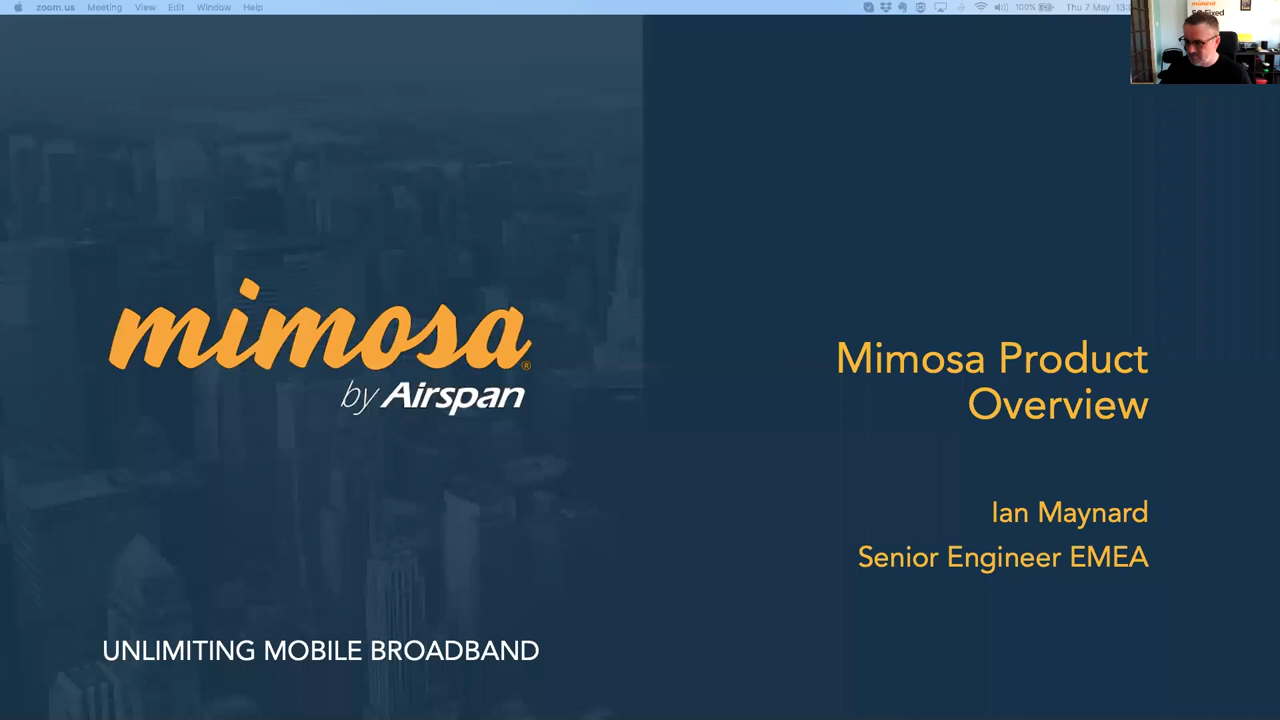 zoom.us Meeting View Edit Window Help
100% Thu 7 May
mimosa
mimosa®
by Airspan
Mimosa Product
Overview
Ian Maynard
Senior Engineer EMEA
UNLIMITING MOBILE BROADBAND